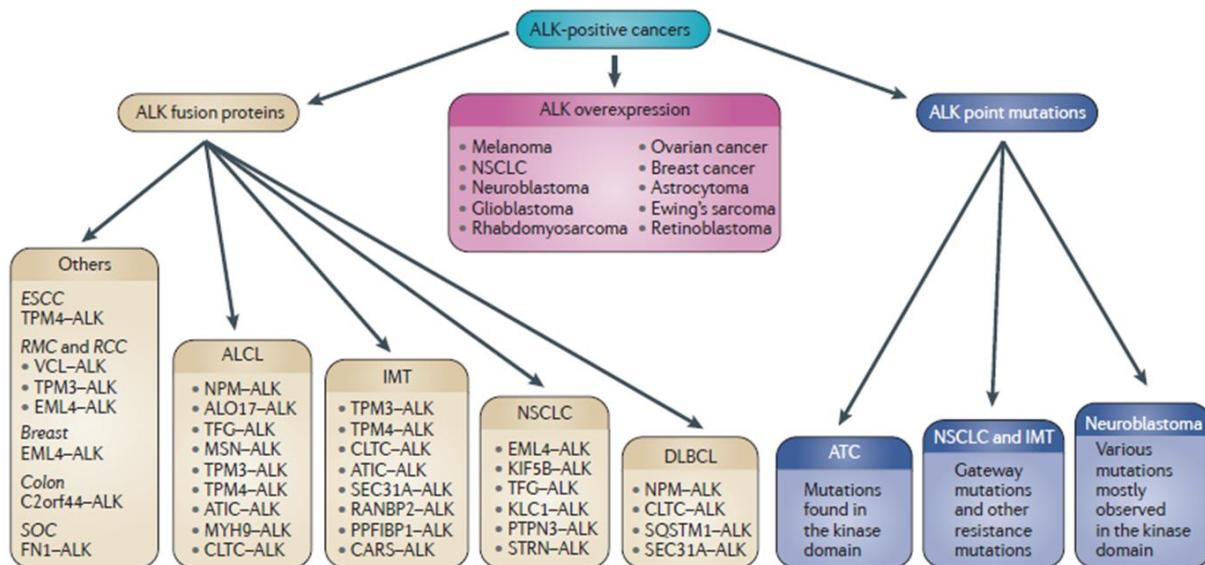 ALK-positive cancers
ALK fusion proteins
ALK overexpression
• Melanoma
• NSCLC
• Neuroblastoma
• Glioblastoma
• Rhabdomyosarcoma
• Ovarian cancer
• Breast cancer
• Astrocytoma
• Ewing's sarcoma
• Retinoblastoma
ALK point mutations
Others
ESCC
TPM4–ALK
RMC and RCC
• VCL–ALK
• TPM3–ALK
• EML4–ALK
Breast
EML4–ALK
Colon
C2orf44–ALK
SOC
FN1–ALK
ALCL
• NPM–ALK
• ALO17–ALK
• TFG–ALK
• MSN–ALK
• TPM3–ALK
• TPM4–ALK
• ATIC–ALK
• MYH9–ALK
• CLTC–ALK
IMT
• TPM3–ALK
• TPM4–ALK
• CLTC–ALK
• ATIC–ALK
• SEC31A–ALK
• RANBP2–ALK
• PPFIBP1–ALK
• CARS–ALK
NSCLC
• EML4–ALK
• KIF5B–ALK
• TFG–ALK
• KLC1–ALK
• PTPN3–ALK
• STRN–ALK
DLBCL
• NPM–ALK
• CLTC–ALK
• SQSTM1–ALK
• SEC31A–ALK
ATC
Mutations
found in
the kinase
domain
NSCLC and IMT
Gateway
mutations
and other
resistance
mutations
Neuroblastoma
Various
mutations
mostly
observed
in the kinase
domain